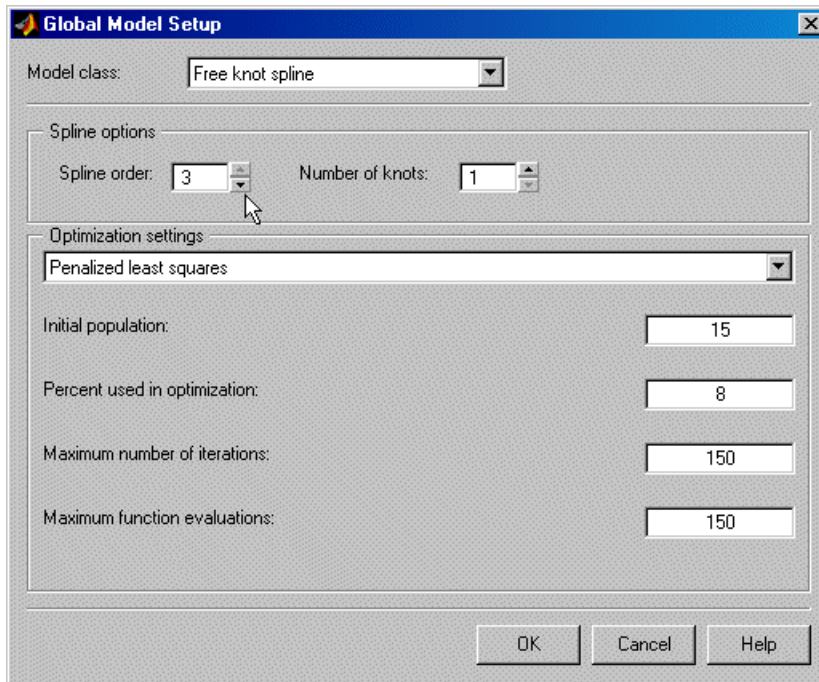 Global Model Setup
Model class: Free knot spline
Spline options
Spline order: 3 Number of knots: 1
Optimization settings
Penalized least squares
Initial population: 15
Percent used in optimization: 8
Maximum number of iterations: 150
Maximum function evaluations: 150
OK Cancel Help